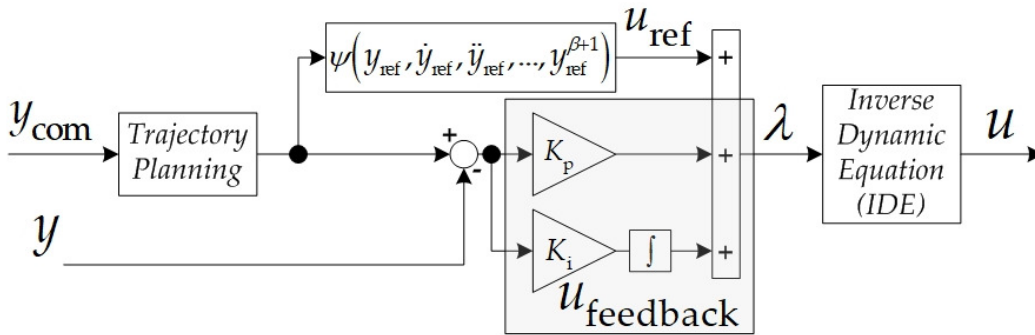 u_ref
ψ(y_ref, ẏ_ref, ÿ_ref, ..., y_ref^β+1)
+
y_com
Trajectory
Planning
+
-
K_p
+
λ
Inverse
Dynamic
Equation
(IDE)
u
y
K_i
∫
+
u_feedback